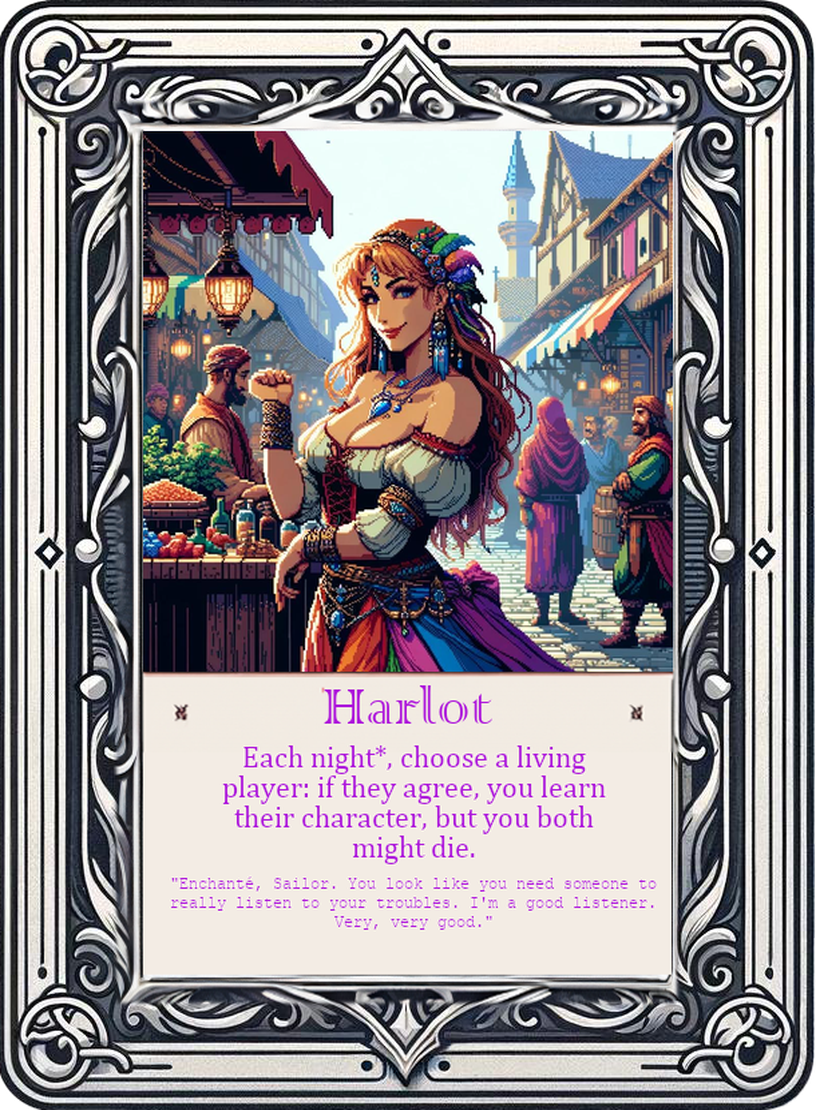 Harlot
Each night*, choose a living
player: if they agree, you learn
their character, but you both
might die.
"Enchanté, Sailor. You look like you need someone to
really listen to your troubles. I'm a good listener.
Very, very good."